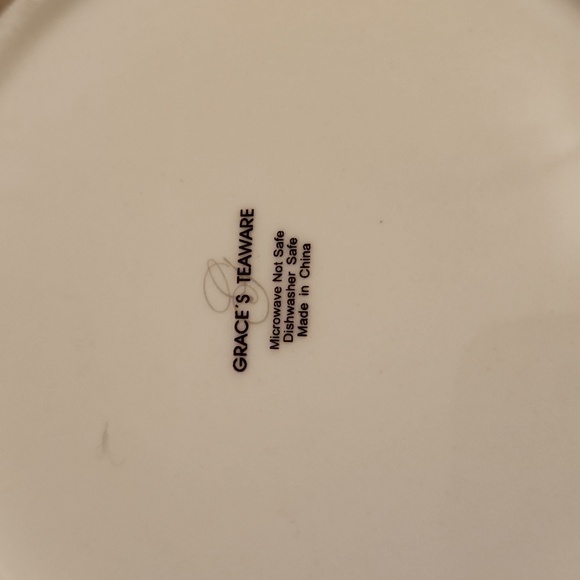 G
GRACE'S TEAWARE
Microwave Not Safe
Dishwasher Safe
Made in China